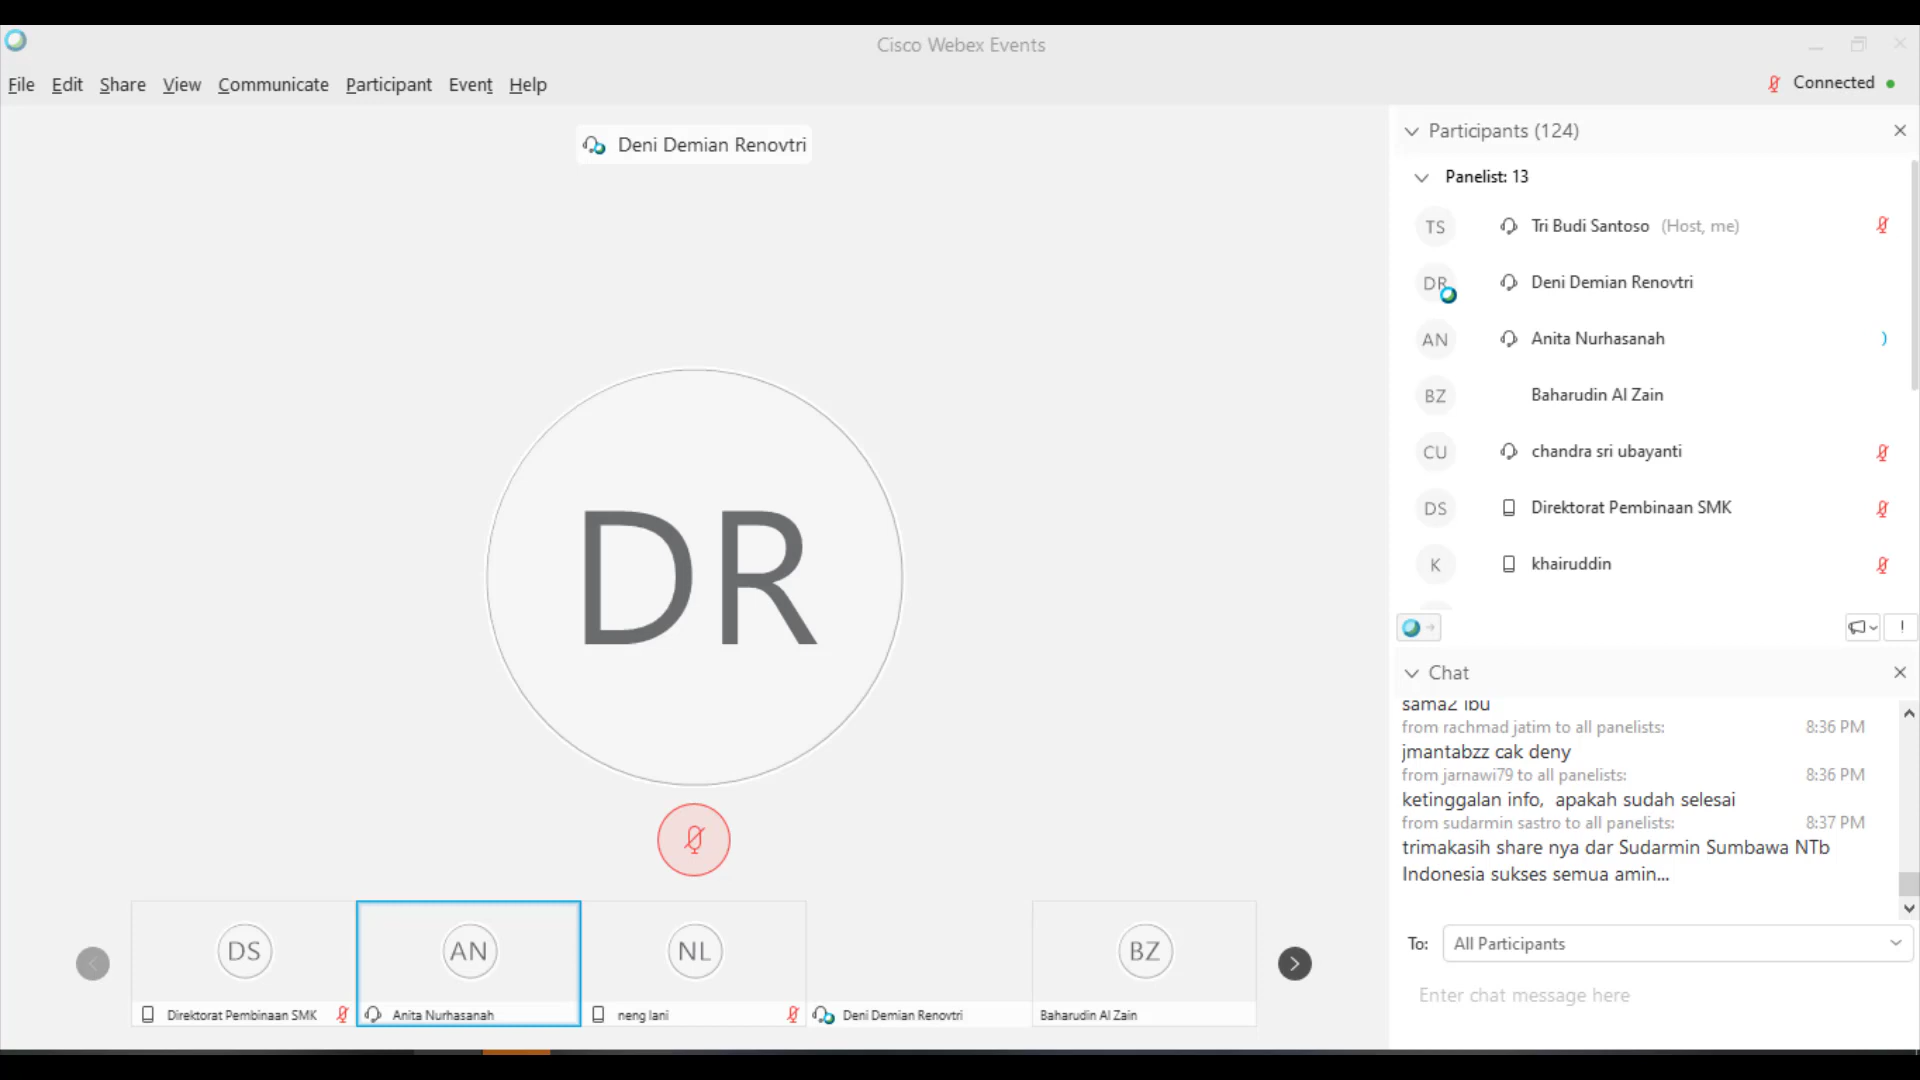 Cisco Webex Events
File Edit Share View Communicate Participant Event Help
Connected
Deni Demian Renovtri
DR
DS
Direktorat Pembinaan SMK
AN
Anita Nurhasanah
NL
neng lani
Deni Demian Renovtri
BZ
Baharudin Al Zain
Participants (124)
Panelist: 13
TS Tri Budi Santoso (Host, me)
DR Deni Demian Renovtri
AN Anita Nurhasanah
BZ Baharudin Al Zain
CU chandra sri ubayanti
DS Direktorat Pembinaan SMK
K khairuddin
Chat
sama2 ibu
from rachmad jatim to all panelists: 8:36 PM
jmantabzz cak deny
from jarnawi79 to all panelists: 8:36 PM
ketinggalan info, apakah sudah selesai
from sudarmin sastro to all panelists: 8:37 PM
trimakasih share nya dar Sudarmin Sumbawa NTb
Indonesia sukses semua amin...
To: All Participants
Enter chat message here